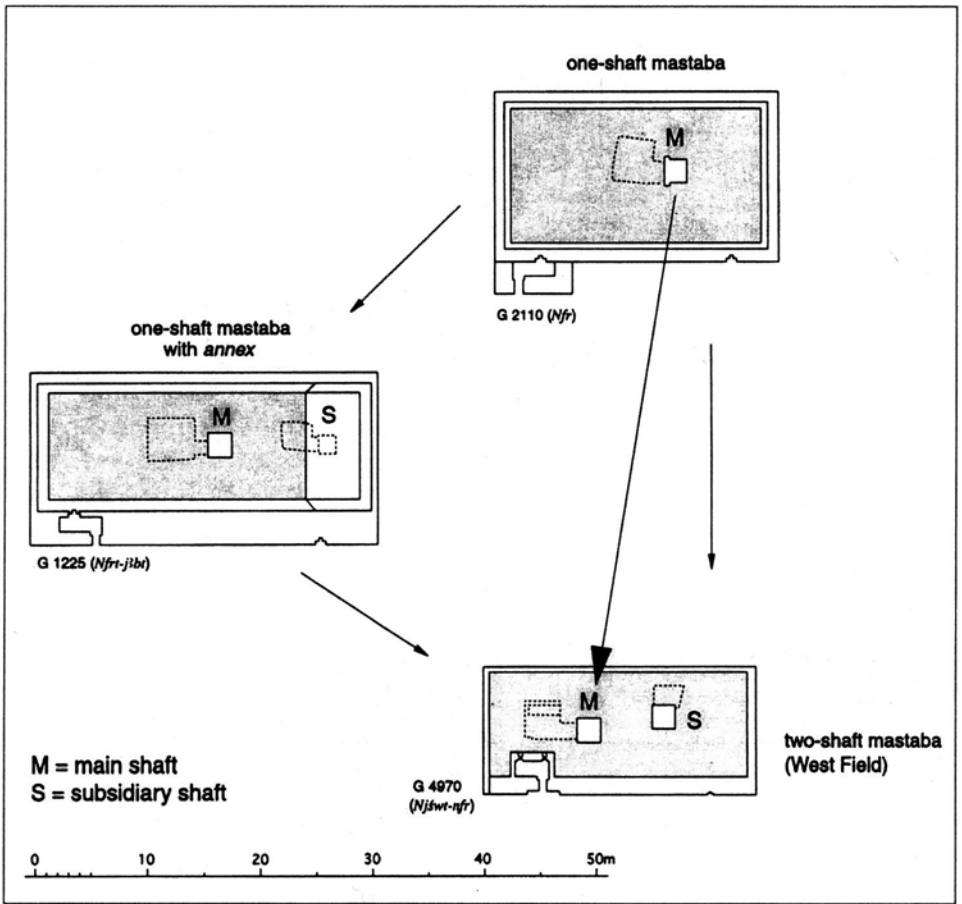 one-shaft mastaba
M
G 2110 (Nfr)
one-shaft mastaba
with annex
M
S
G 1225 (Nfrt-jꜣbt)
M
S
G 4970
(Njśwt-nfr)
two-shaft mastaba
(West Field)
M = main shaft
S = subsidiary shaft
0 10 20 30 40 50m